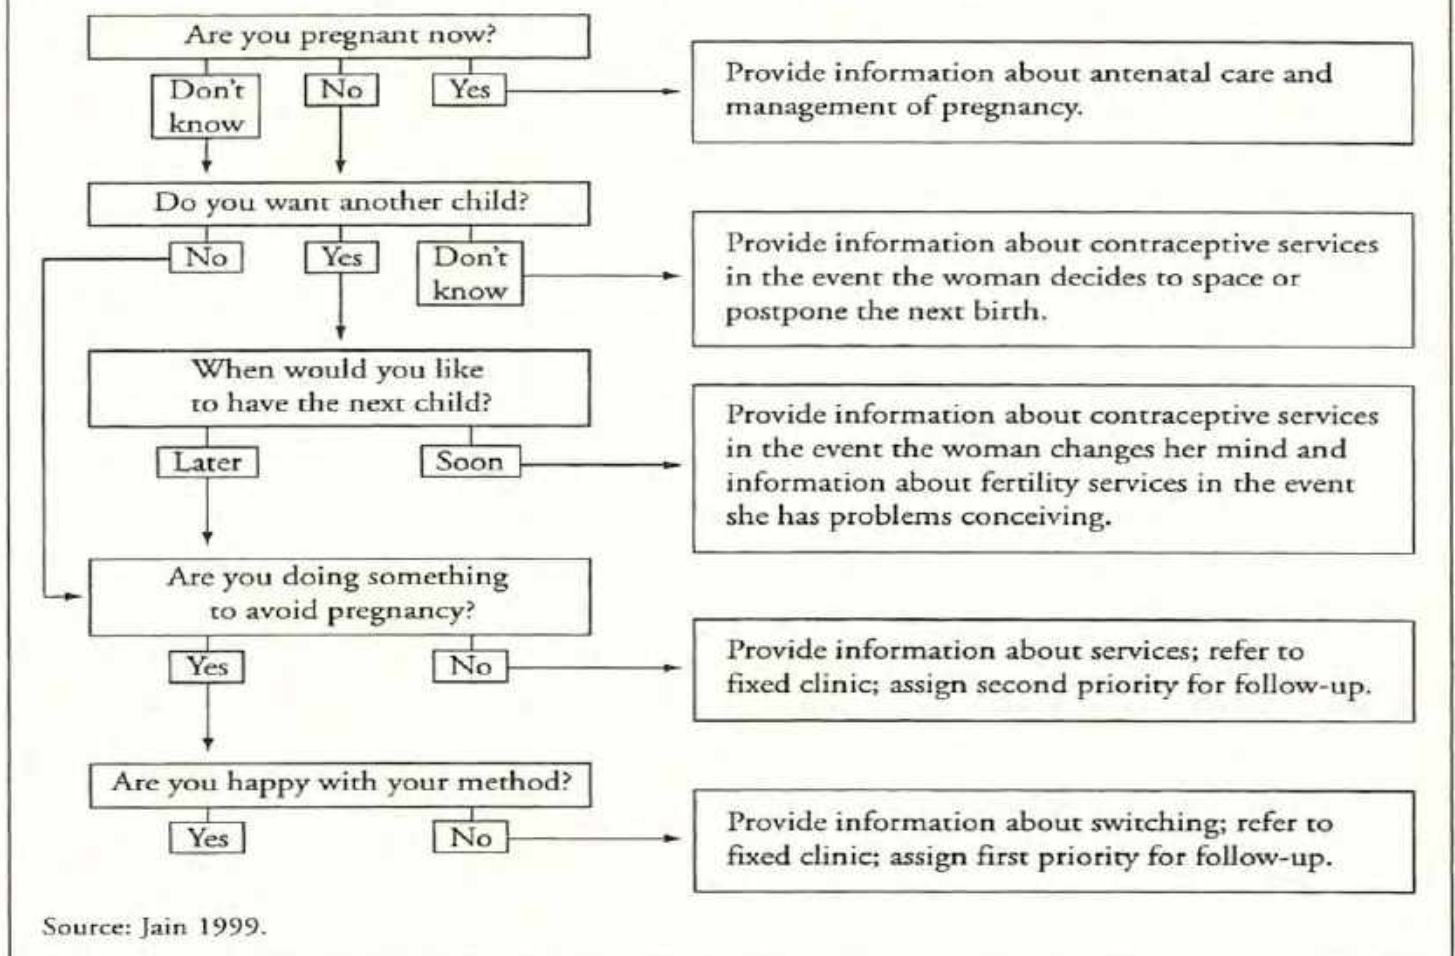 Are you pregnant now?
Don't
know
No
Yes
Provide information about antenatal care and
management of pregnancy.
Do you want another child?
No
Yes
Don't
know
Provide information about contraceptive services
in the event the woman decides to space or
postpone the next birth.
When would you like
to have the next child?
Later
Soon
Provide information about contraceptive services
in the event the woman changes her mind and
information about fertility services in the event
she has problems conceiving.
Are you doing something
to avoid pregnancy?
Yes
No
Provide information about services; refer to
fixed clinic; assign second priority for follow-up.
Are you happy with your method?
Yes
No
Provide information about switching; refer to
fixed clinic; assign first priority for follow-up.
Source: Jain 1999.